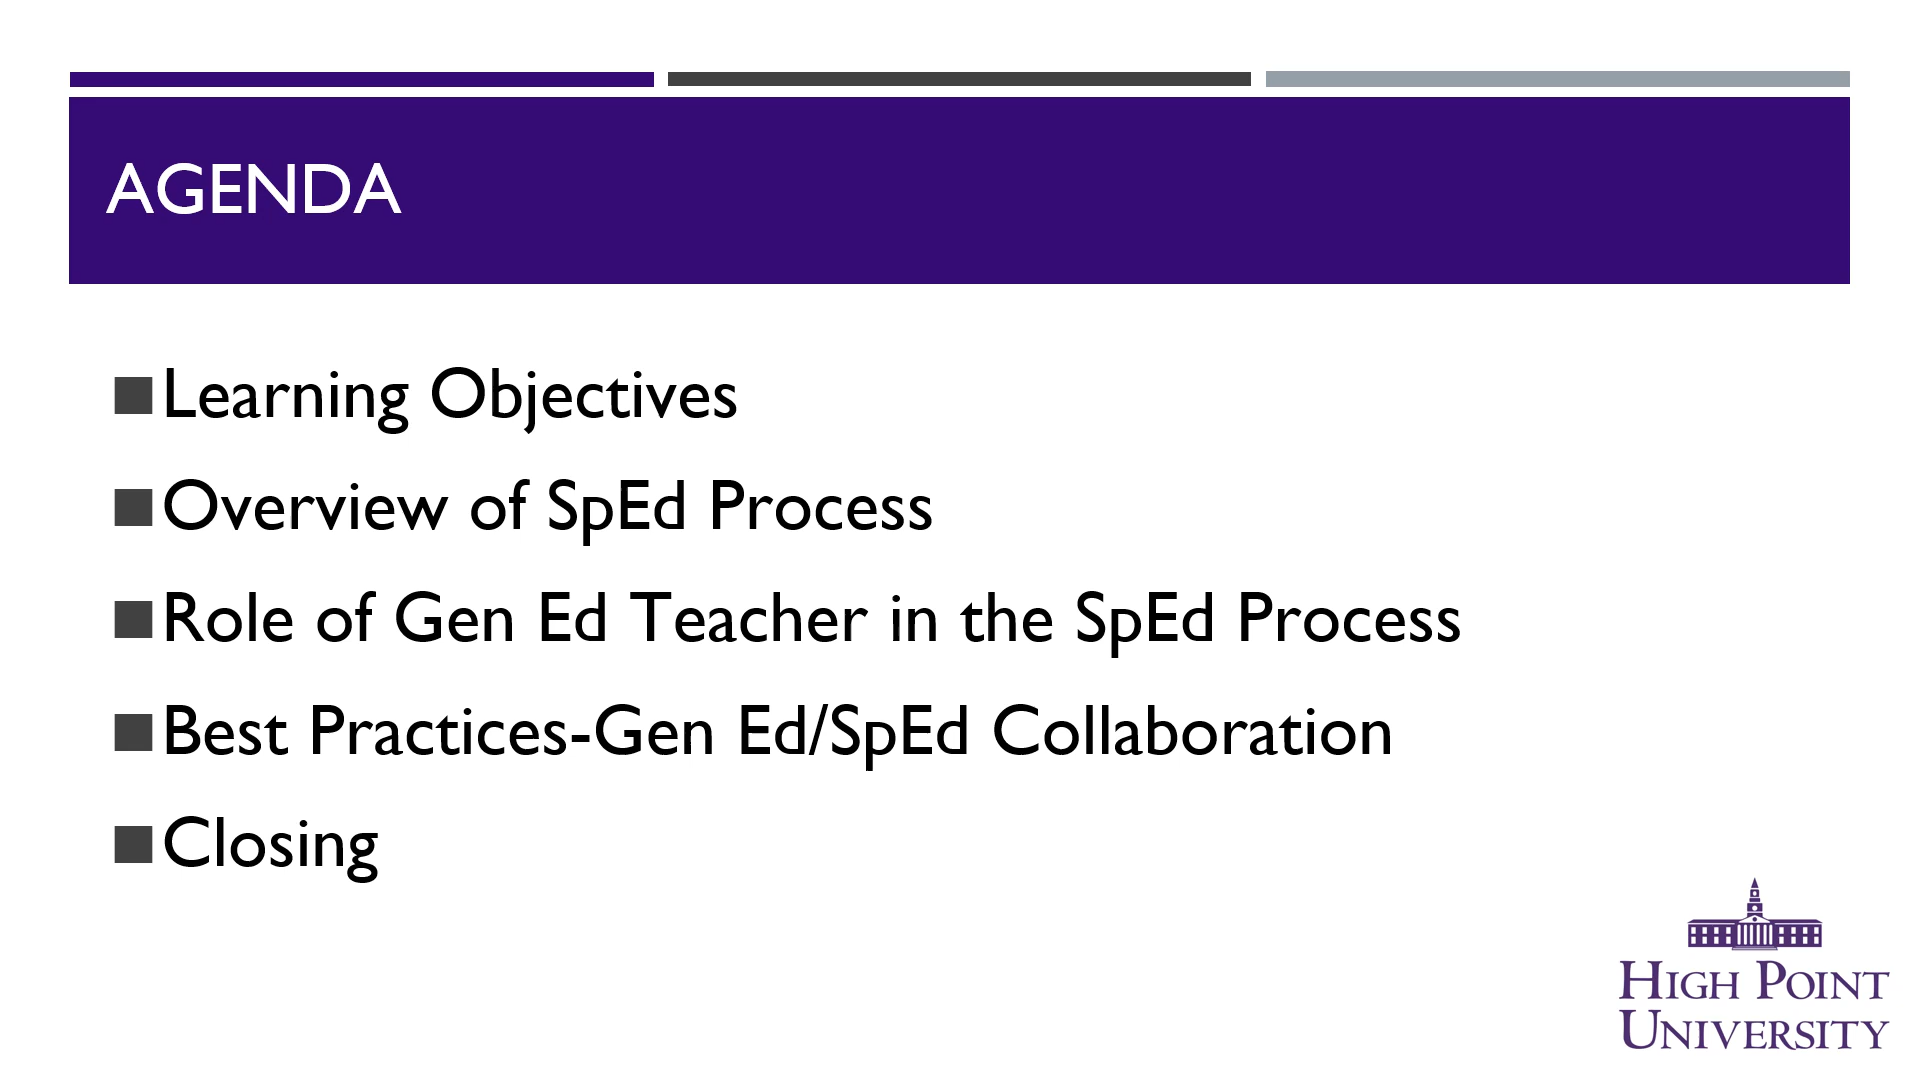 AGENDA
Learning Objectives
Overview of SpEd Process
Role of Gen Ed Teacher in the SpEd Process
Best Practices-Gen Ed/SpEd Collaboration
Closing
HIGH POINT
UNIVERSITY